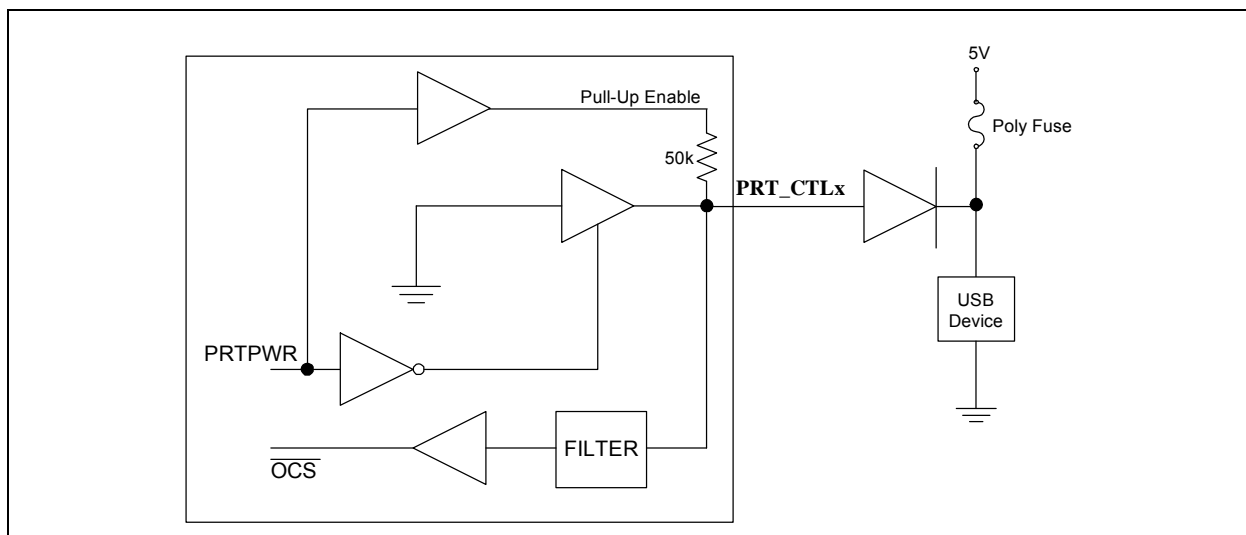 5V
Pull-Up Enable
Poly Fuse
50k
PRT_CTLx
USB
Device
PRTPWR
FILTER
OCS